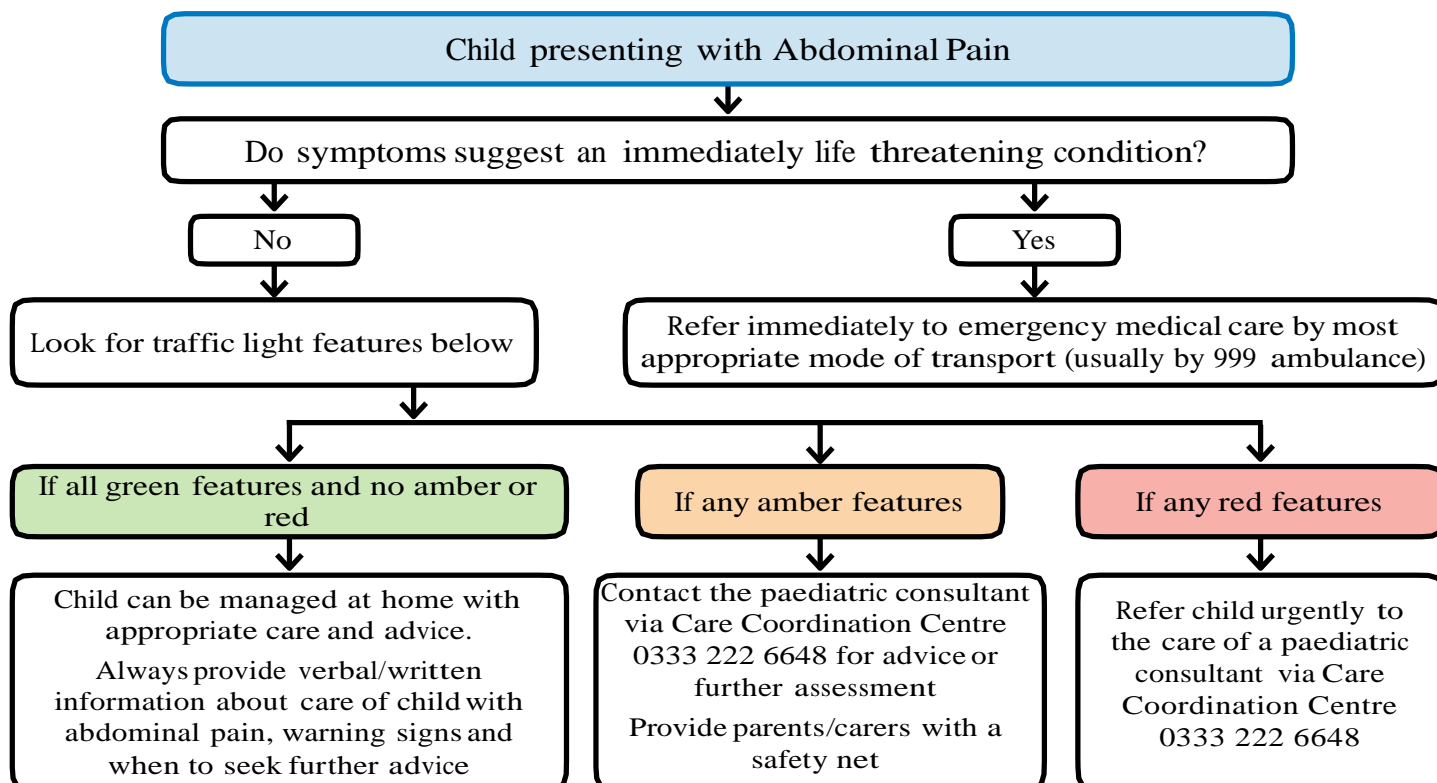 Child presenting with Abdominal Pain
Do symptoms suggest an immediately life threatening condition?
No
Yes
Look for traffic light features below
Refer immediately to emergency medical care by most
appropriate mode of transport (usually by 999 ambulance)
If all green features and no amber or
red
If any amber features
If any red features
Child can be managed at home with
appropriate care and advice.
Always provide verbal/written
information about care of child with
abdominal pain, warning signs and
when to seek further advice
Contact the paediatric consultant
via Care Coordination Centre
0333 222 6648 for advice or
further assessment
Provide parents/carers with a
safety net
Refer child urgently to
the care of a paediatric
consultant via Care
Coordination Centre
0333 222 6648